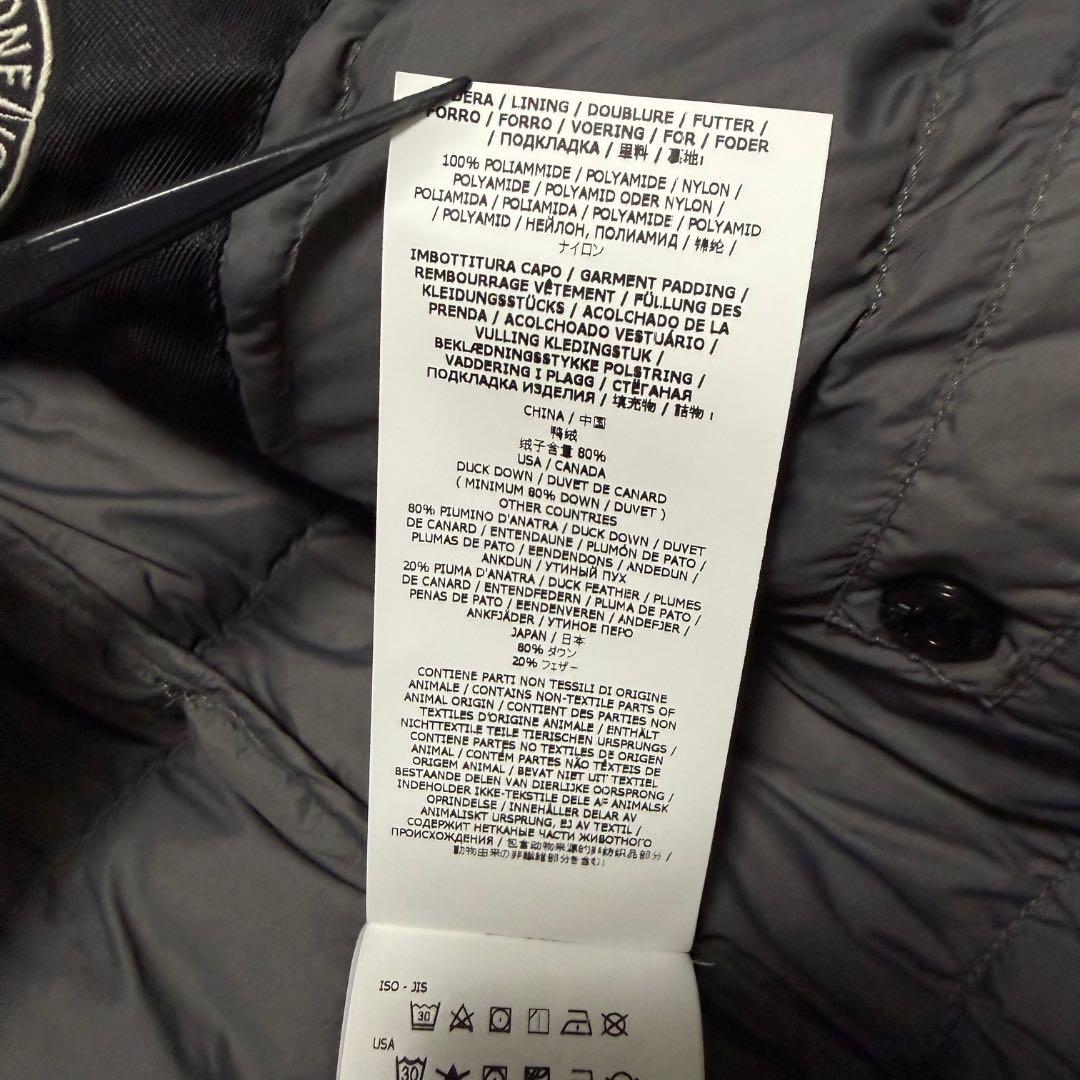 ONE
DERA / LINING / DOUBLURE / FUTTER /
FORRO / FORRO / VOERING / FOR / FODER
/ ПОДКЛАДКА / 里料 / 裏地
100% POLIAMMIDE / POLYAMIDE / NYLON /
POLYAMIDE / POLYAMID ODER NYLON /
POLIAMIDA / POLIAMIDA / POLYAMIDE / POLYAMID
/ POLYAMID / НЕЙЛОН, ПОЛИАМИД / 锦纶 /
ナイロン
IMBOTTITURA CAPO / GARMENT PADDING /
REMBOURRAGE VÊTEMENT / FÜLLUNG DES
KLEIDUNGSSTÜCKS / ACOLCHADO DE LA
PRENDA / ACOLCHOADO VESTUÁRIO /
VULLING KLEDINGSTUK /
BEKLÆDNINGSSTYKKE POLSTRING /
VADDERING I PLAGG / СТЁГАНАЯ
ПОДКЛАДКА ИЗДЕЛИЯ / 填充物 / 詰物
CHINA / 中国
鸭绒
绒子含量 80%
USA / CANADA
DUCK DOWN / DUVET DE CANARD
( MINIMUM 80% DOWN / DUVET )
OTHER COUNTRIES
80% PIUMINO D'ANATRA / DUCK DOWN / DUVET
DE CANARD / ENTENDAUNE / PLUMÓN DE PATO /
PLUMAS DE PATO / EENDENDONS / ANDEDUN /
ANKDUN / УТИНЫЙ ПУХ
20% PIUMA D'ANATRA / DUCK FEATHER / PLUMES
DE CANARD / ENTENDFEDERN / PLUMA DE PATO /
PENAS DE PATO / EENDENVEREN / ANDEFJER /
ANKFJÄDER / УТИНОЕ ПЕРО
JAPAN / 日本
80% ダウン
20% フェザー
CONTIENE PARTI NON TESSILI DI ORIGINE
ANIMALE / CONTAINS NON-TEXTILE PARTS OF
ANIMAL ORIGIN / CONTIENT DES PARTIES NON
TEXTILES D'ORIGINE ANIMALE / ENTHÄLT
NICHTTEXTILE TEILE TIERISCHEN URSPRUNGS /
CONTIENE PARTES NO TEXTILES DE ORIGEN
ANIMAL / CONTÉM PARTES NÃO TÊXTEIS DE
ORIGEM ANIMAL / BEVAT NIET UIT TEXTIEL
BESTAANDE DELEN VAN DIERLIJKE OORSPRONG /
INDEHOLDER IKKE-TEKSTILE DELE AF ANIMALSK
OPRINDELSE / INNEHÅLLER DELAR AV
ANIMALISKT URSPRUNG, EJ AV TEXTIL /
СОДЕРЖИТ НЕТКАНЫЕ ЧАСТИ ЖИВОТНОГО
ПРОИСХОЖДЕНИЯ / 包含动物来源的非纺织品部分 /
動物由来の非繊維部分を含む
ISO - JIS
30
USA
30